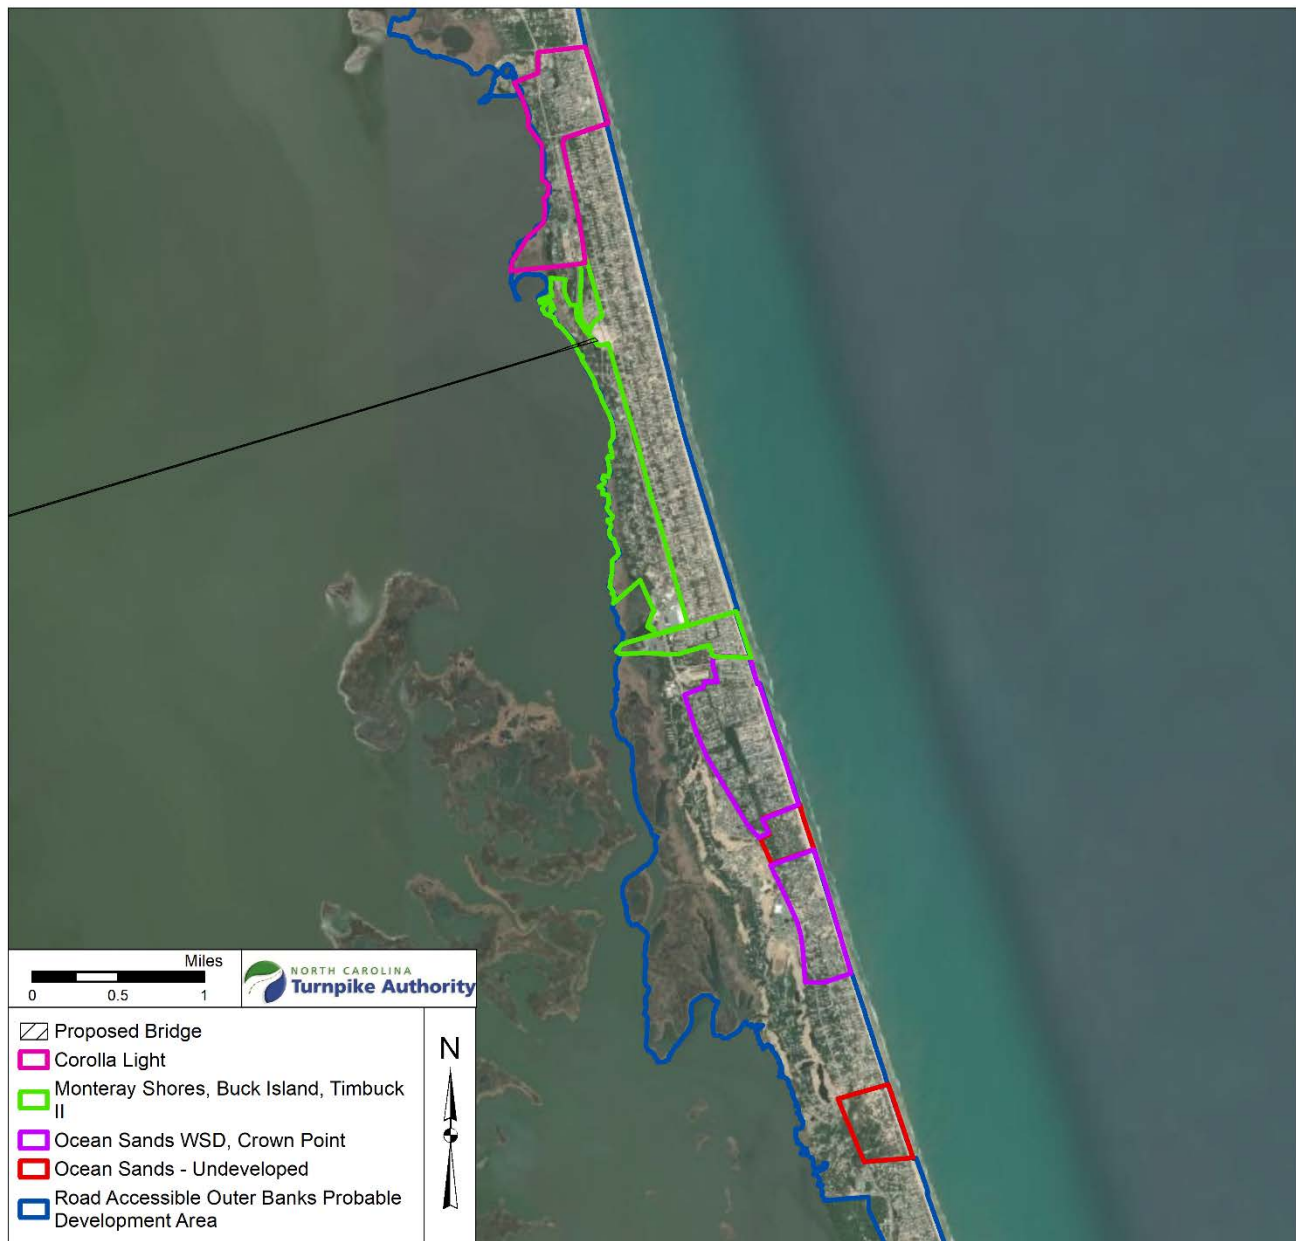 Miles
0 0.5 1
NORTH CAROLINA
Turnpike Authority
Proposed Bridge
Corolla Light
Monteray Shores, Buck Island, Timbuck
II
Ocean Sands WSD, Crown Point
Ocean Sands - Undeveloped
Road Accessible Outer Banks Probable
Development Area
N